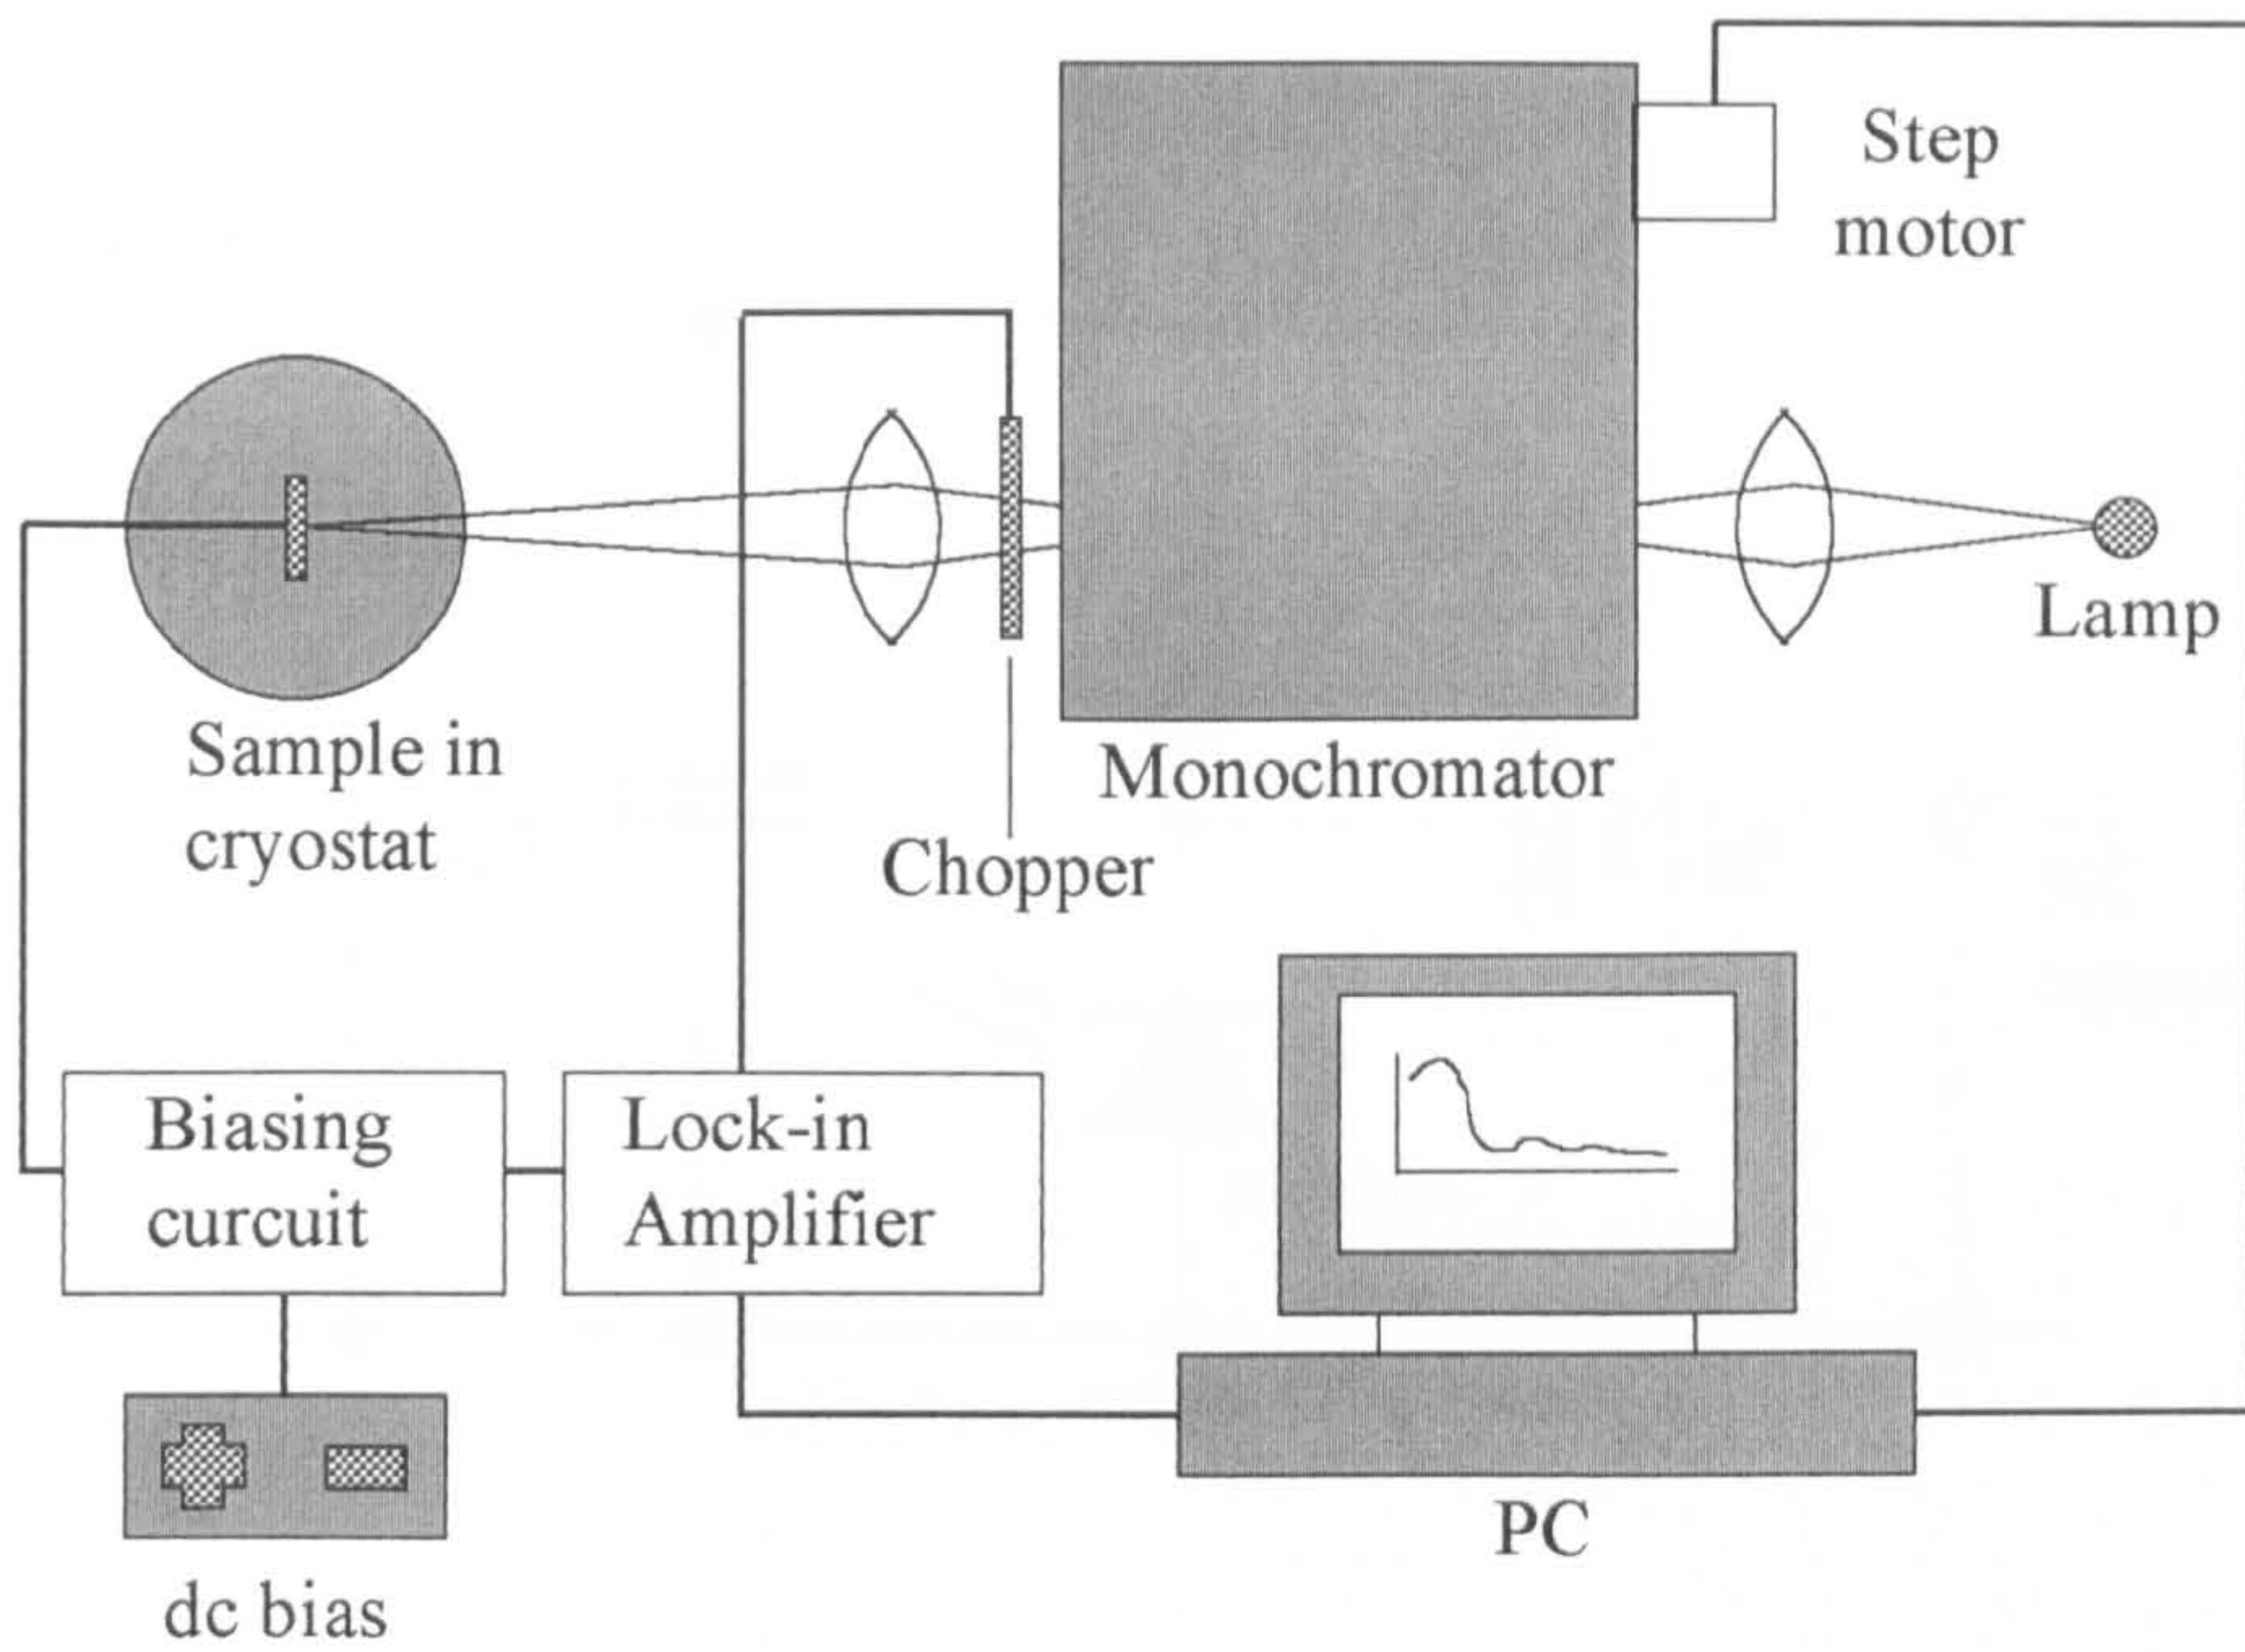 Step
motor
Lamp
Sample in
cryostat
Monochromator
Chopper
Biasing
curcuit
Lock-in
Amplifier
PC
dc bias